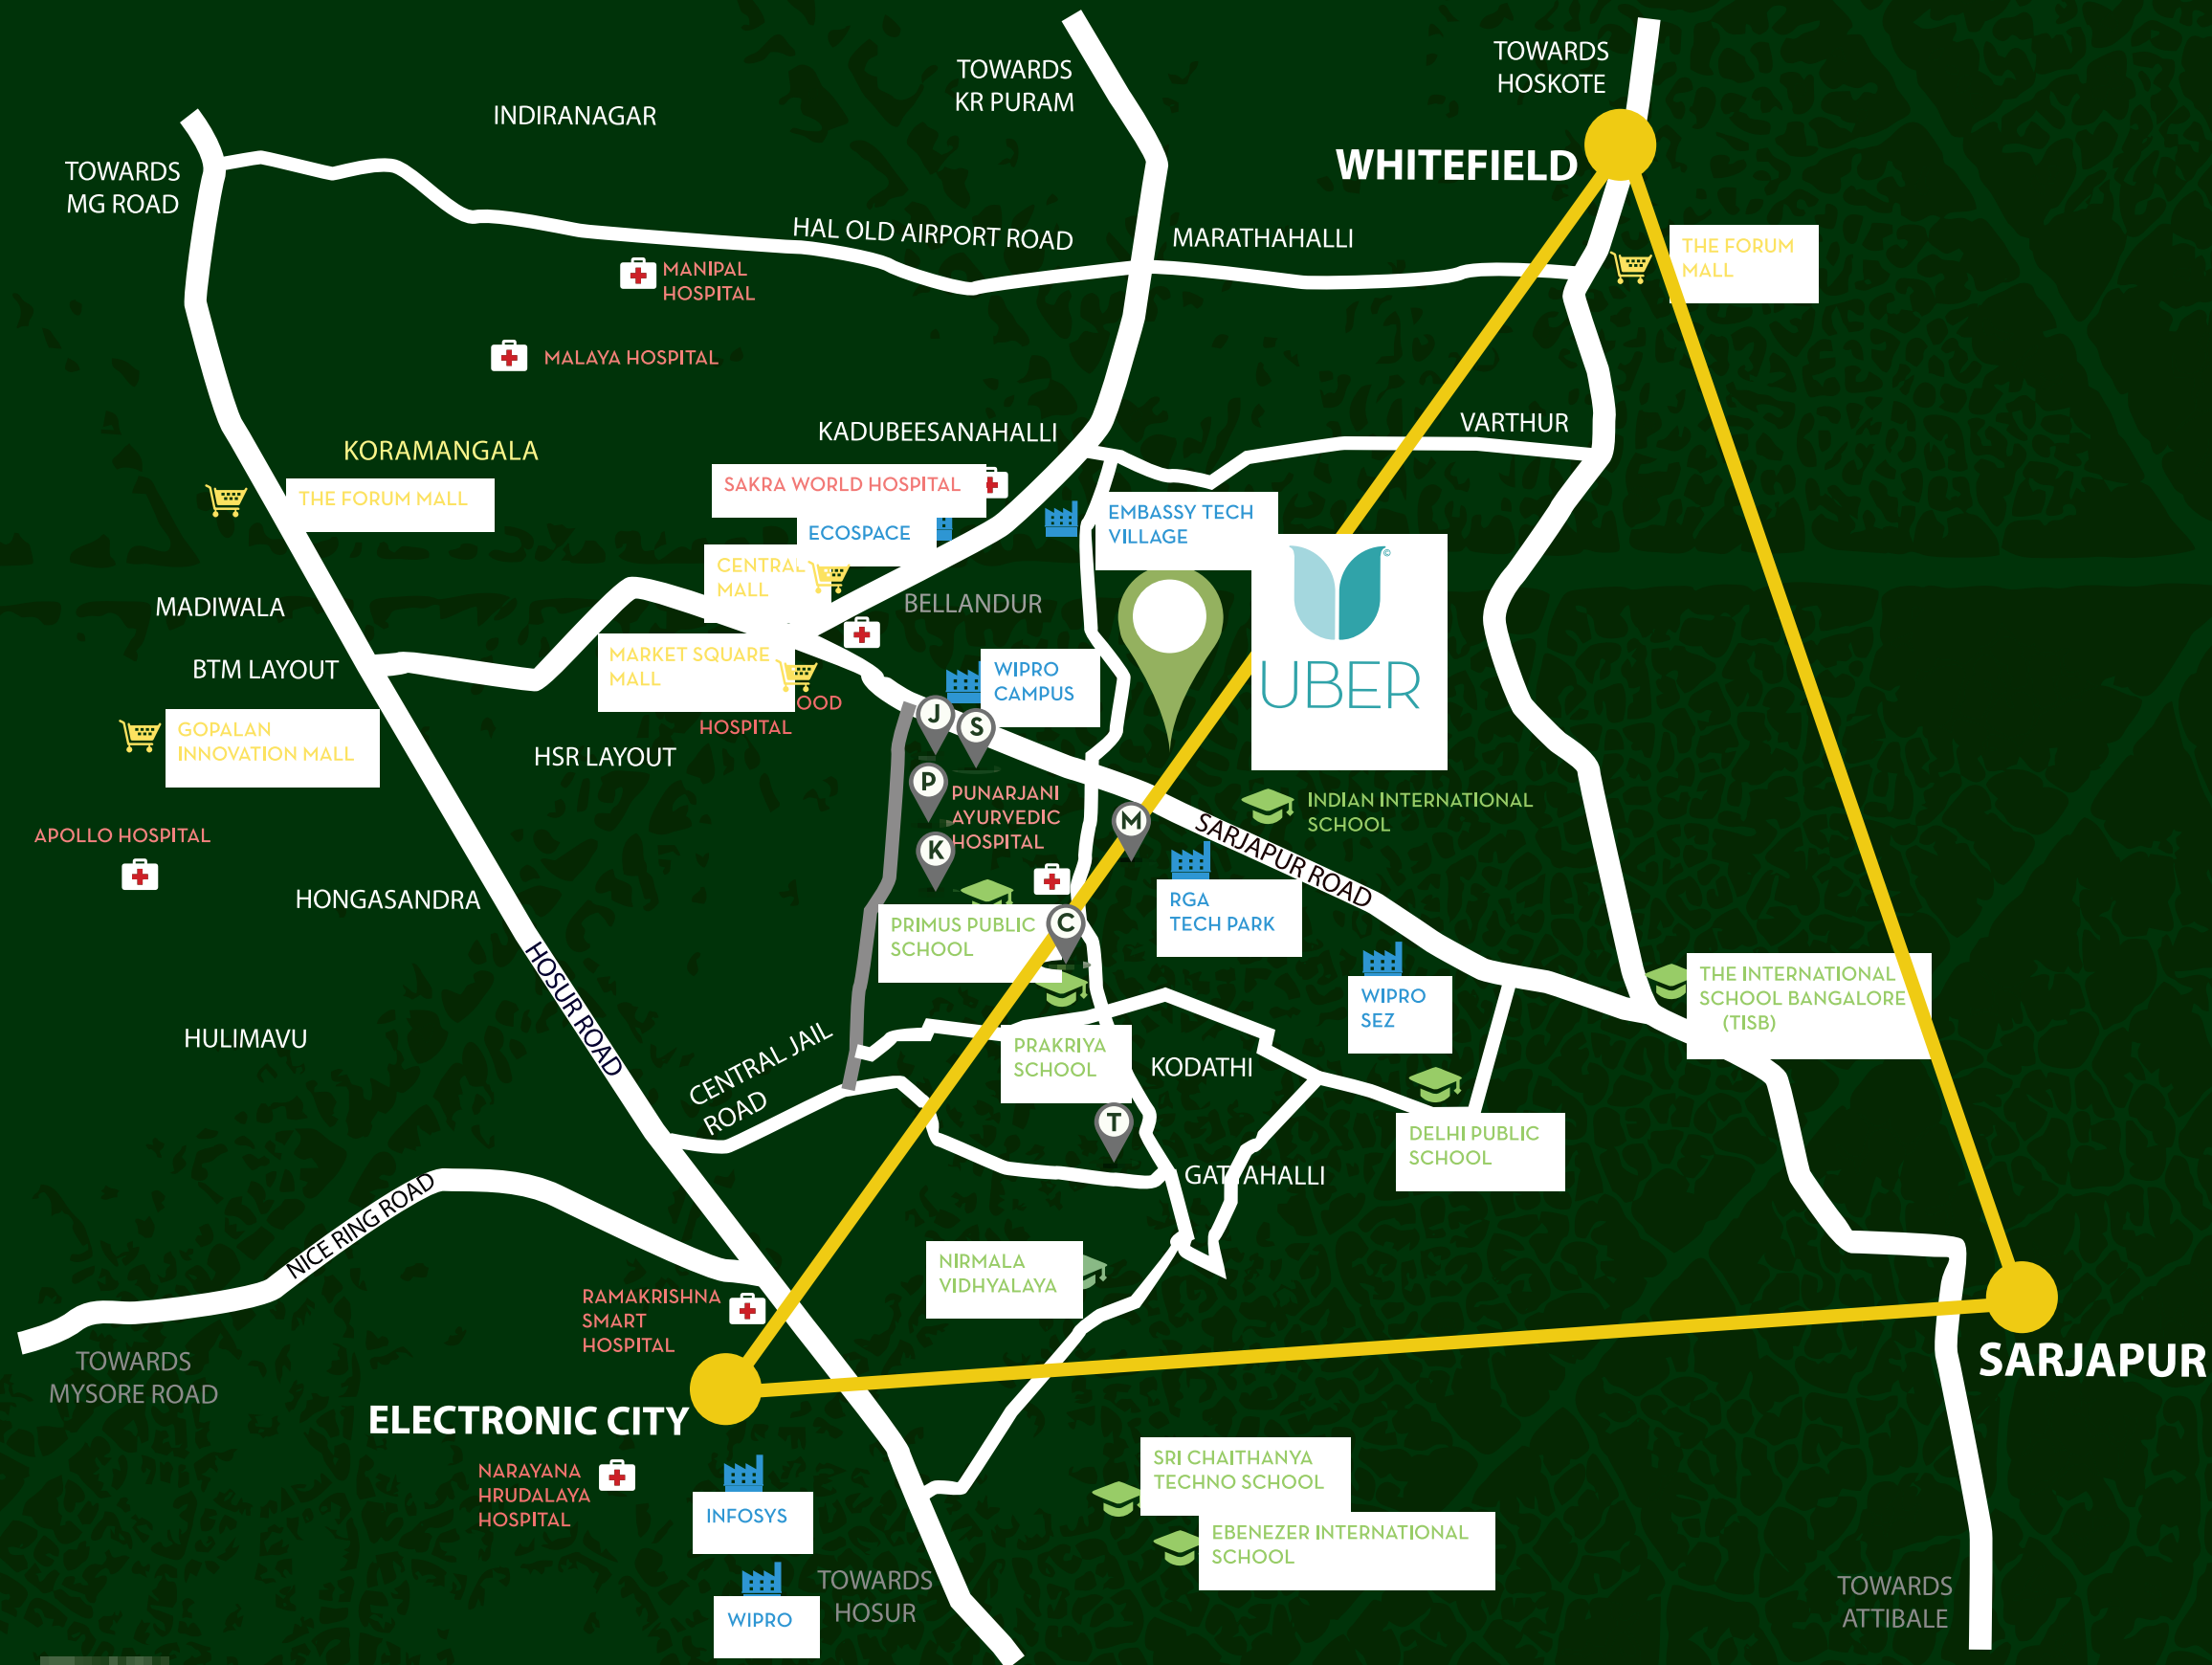 TOWARDS
HOSKOTE
TOWARDS
KR PURAM
INDIRANAGAR
WHITEFIELD
TOWARDS
MG ROAD
HAL OLD AIRPORT ROAD
MARATHAHALLI
THE FORUM
MALL
MANIPAL
HOSPITAL
MALAYA HOSPITAL
VARTHUR
KADUBEESANAHALLI
KORAMANGALA
THE FORUM MALL
SAKRA WORLD HOSPITAL
ECOSPACE
EMBASSY TECH
VILLAGE
©
CENTRAL
MALL
BELLANDUR
MADIWALA
BTM LAYOUT
MARKET SQUARE
MALL
WIPRO
CAMPUS
UBER
OOD
HOSPITAL
J
S
GOPALAN
INNOVATION MALL
HSR LAYOUT
P
PUNARJANI
AYURVEDIC
HOSPITAL
INDIAN INTERNATIONAL
SCHOOL
M
K
SARJAPUR ROAD
APOLLO HOSPITAL
HONGASANDRA
RGA
TECH PARK
PRIMUS PUBLIC
SCHOOL
C
HOSUR ROAD
THE INTERNATIONAL
SCHOOL BANGALORE
(TISB)
WIPRO
SEZ
HULIMAVU
CENTRAL JAIL
ROAD
PRAKRIYA
SCHOOL
KODATHI
T
DELHI PUBLIC
SCHOOL
GATTAHALLI
NICE RING ROAD
NIRMALA
VIDHYALAYA
RAMAKRISHNA
SMART
HOSPITAL
TOWARDS
MYSORE ROAD
SARJAPUR
ELECTRONIC CITY
NARAYANA
HRUDALAYA
HOSPITAL
INFOSYS
SRI CHAITHANYA
TECHNO SCHOOL
EBENEZER INTERNATIONAL
SCHOOL
WIPRO
TOWARDS
HOSUR
TOWARDS
ATTIBALE